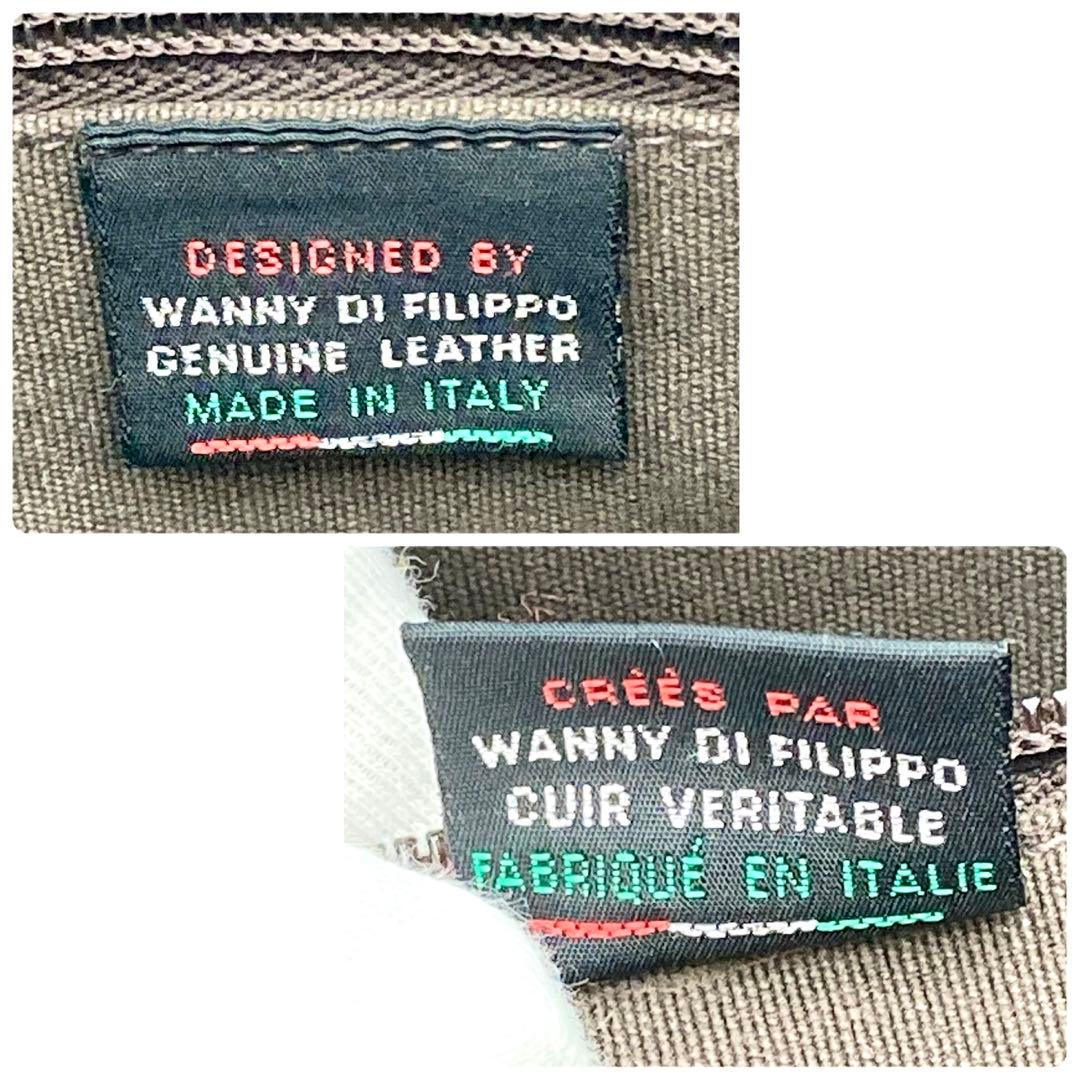 DESIGNED BY
WANNY DI FILIPPO
GENUINE LEATHER
MADE IN ITALY
CRÉÉS PAR
WANNY DI FILIPPO
CUIR VERITABLE
FABRIQUÉ EN ITALIE